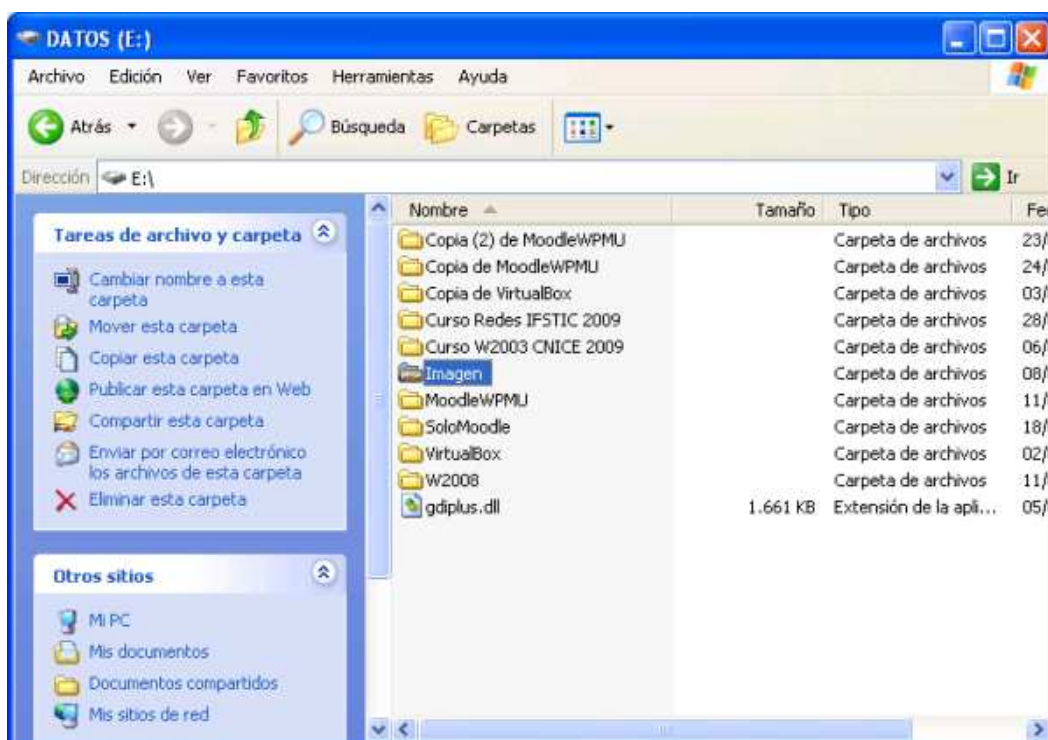 DATOS (E:)
Archivo Edición Ver Favoritos Herramientas Ayuda
Atrás Búsqueda Carpetas
Dirección E:\ Ir
Tareas de archivo y carpeta
Cambiar nombre a esta
carpeta
Mover esta carpeta
Copiar esta carpeta
Publicar esta carpeta en Web
Compartir esta carpeta
Enviar por correo electrónico
los archivos de esta carpeta
Eliminar esta carpeta
Otros sitios
Mi PC
Mis documentos
Documentos compartidos
Mis sitios de red
Nombre Tamaño Tipo Fe
Copia (2) de MoodleWPMU Carpeta de archivos 23/
Copia de MoodleWPMU Carpeta de archivos 24/
Copia de VirtualBox Carpeta de archivos 03/
Curso Redes IFSTIC 2009 Carpeta de archivos 28/
Curso W2003 CNICE 2009 Carpeta de archivos 06/
Imagen Carpeta de archivos 08/
MoodleWPMU Carpeta de archivos 11/
SoloMoodle Carpeta de archivos 18/
VirtualBox Carpeta de archivos 02/
W2008 Carpeta de archivos 11/
gdiplus.dll 1.661 KB Extensión de la apli... 05/